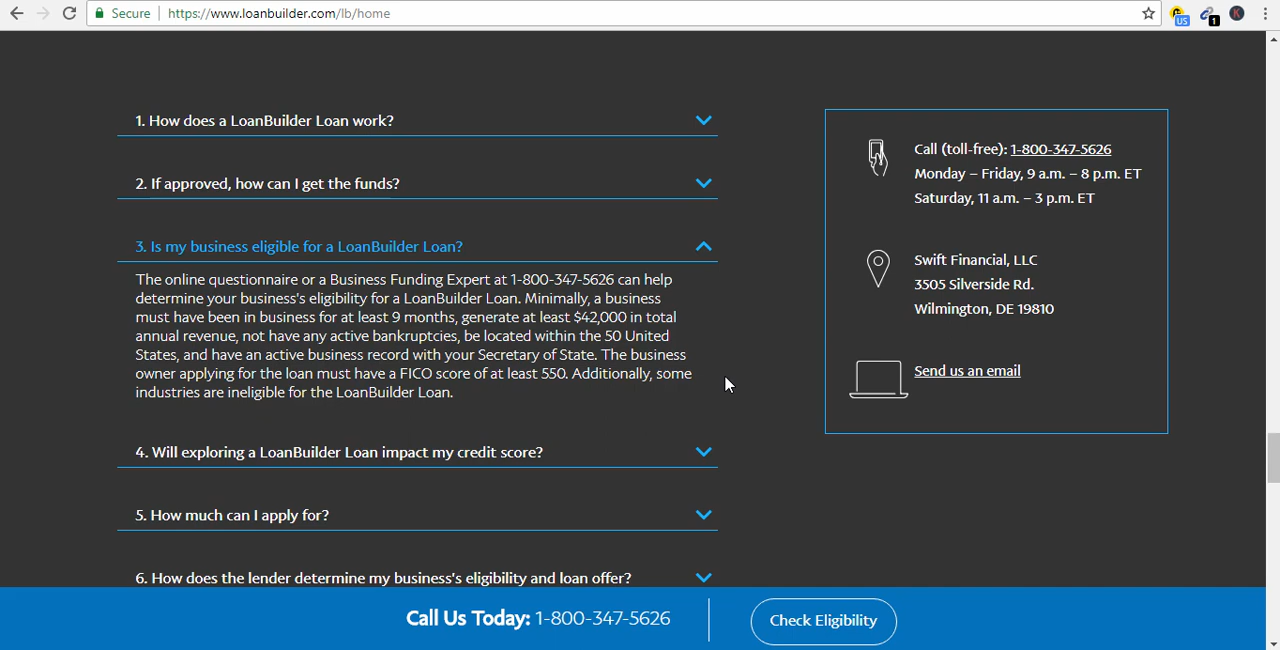 Secure
https://www.loanbuilder.com/lb/home
US
1
K
1. How does a LoanBuilder Loan work?
2. If approved, how can I get the funds?
3. Is my business eligible for a LoanBuilder Loan?
The online questionnaire or a Business Funding Expert at 1-800-347-5626 can help
determine your business's eligibility for a LoanBuilder Loan. Minimally, a business
must have been in business for at least 9 months, generate at least $42,000 in total
annual revenue, not have any active bankruptcies, be located within the 50 United
States, and have an active business record with your Secretary of State. The business
owner applying for the loan must have a FICO score of at least 550. Additionally, some
industries are ineligible for the LoanBuilder Loan.
4. Will exploring a LoanBuilder Loan impact my credit score?
5. How much can I apply for?
6. How does the lender determine my business's eligibility and loan offer?
Call (toll-free): 1-800-347-5626
Monday – Friday, 9 a.m. – 8 p.m. ET
Saturday, 11 a.m. – 3 p.m. ET
Swift Financial, LLC
3505 Silverside Rd.
Wilmington, DE 19810
Send us an email
Call Us Today: 1-800-347-5626
Check Eligibility